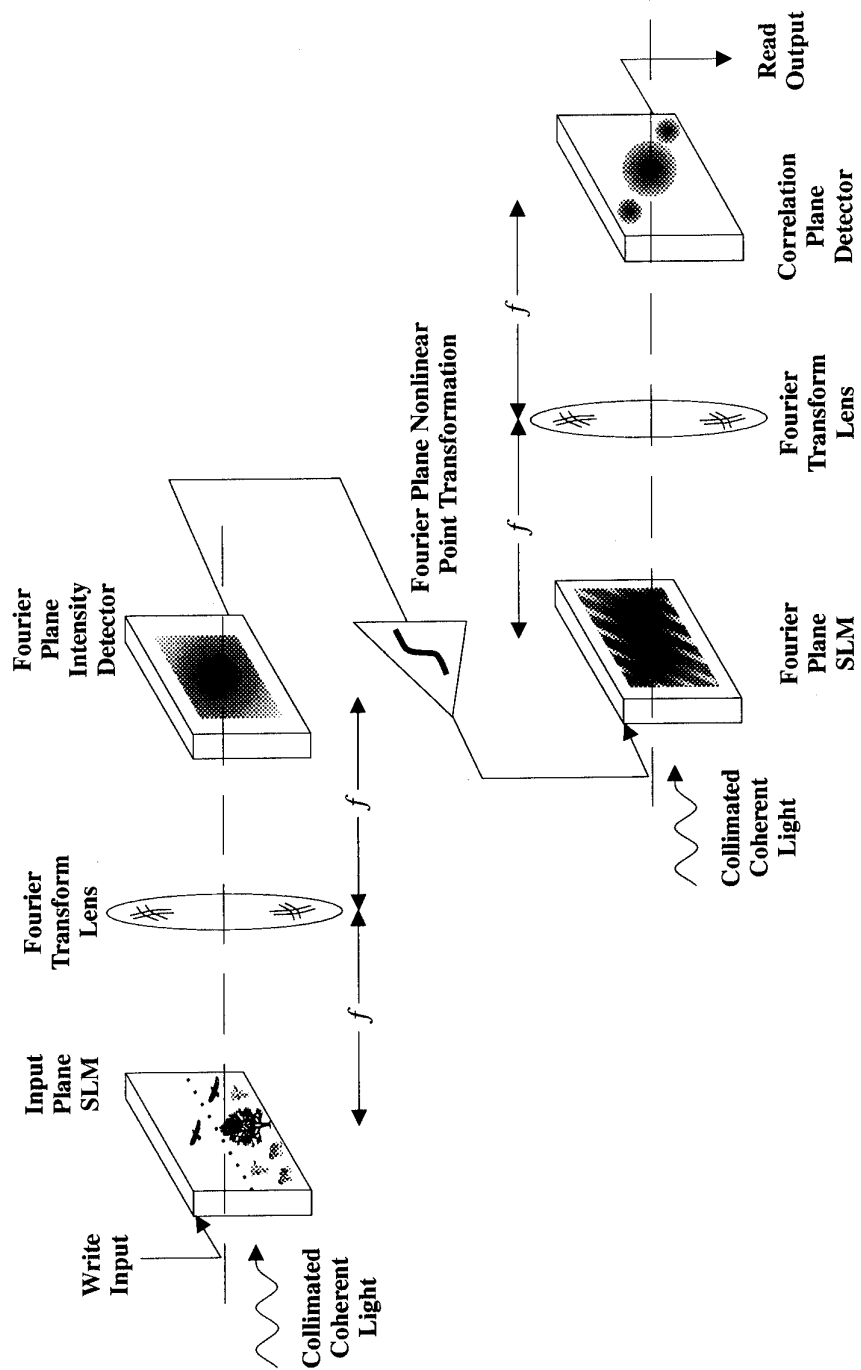 Write
Input
Input
Plane
SLM
Fourier
Transform
Lens
Fourier
Plane
Intensity
Detector
Collimated
Coherent
Light
f
f
Fourier Plane Nonlinear
Point Transformation
f
f
Collimated
Coherent
Light
Fourier
Plane
SLM
Fourier
Transform
Lens
Correlation
Plane
Detector
Read
Output